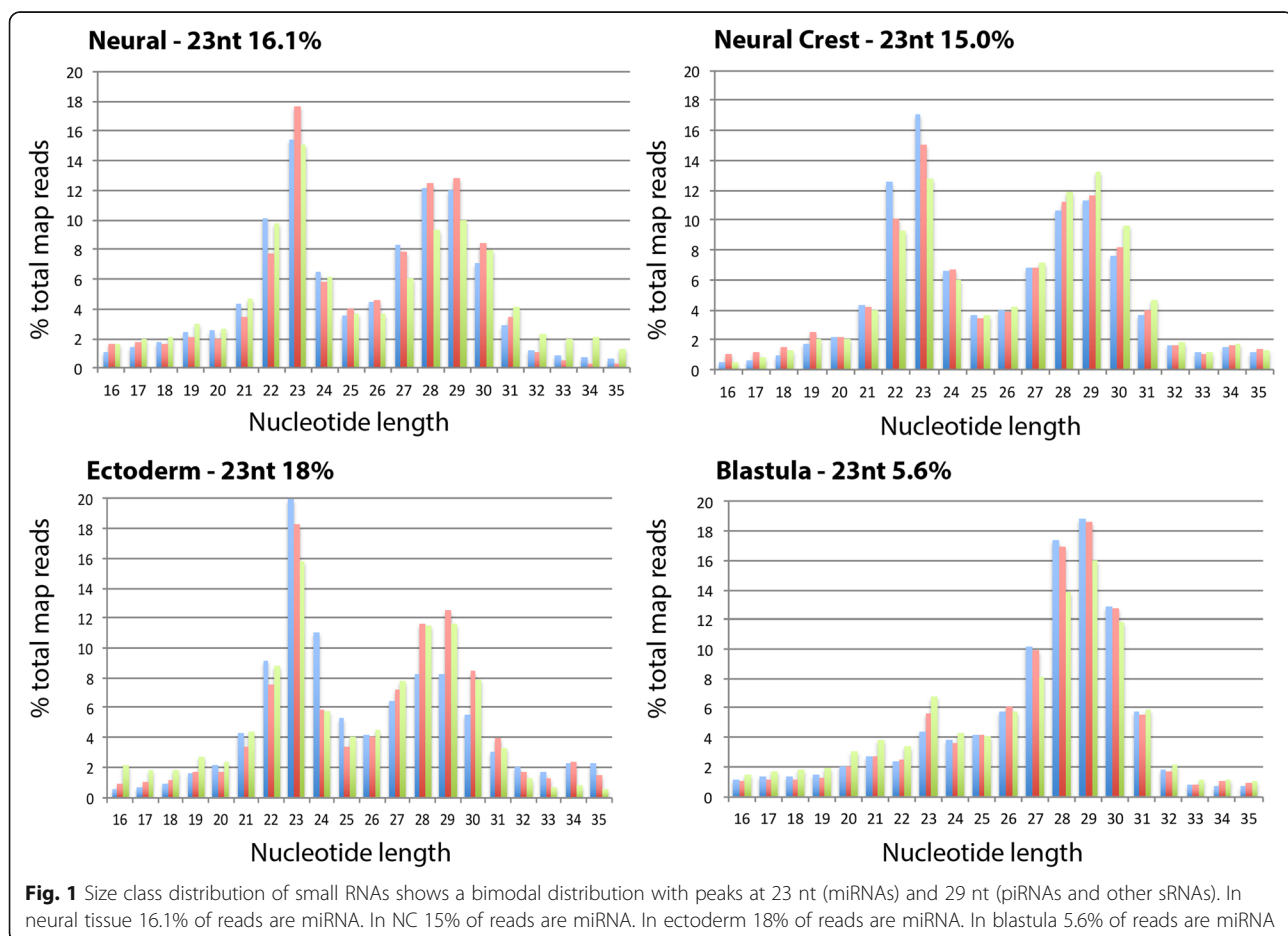 Neural - 23nt 16.1%
20
18
16
14
12
10
8
6
4
2
0
% total map reads
16 17 18 19 20 21 22 23 24 25 26 27 28 29 30 31 32 33 34 35
Nucleotide length
Neural Crest - 23nt 15.0%
20
18
16
14
12
10
8
6
4
2
0
% total map reads
16 17 18 19 20 21 22 23 24 25 26 27 28 29 30 31 32 33 34 35
Nucleotide length
Ectoderm - 23nt 18%
20
18
16
14
12
10
8
6
4
2
0
% total map reads
16 17 18 19 20 21 22 23 24 25 26 27 28 29 30 31 32 33 34 35
Nucleotide length
Blastula - 23nt 5.6%
20
18
16
14
12
10
8
6
4
2
0
% total map reads
16 17 18 19 20 21 22 23 24 25 26 27 28 29 30 31 32 33 34 35
Nucleotide length
Fig. 1 Size class distribution of small RNAs shows a bimodal distribution with peaks at 23 nt (miRNAs) and 29 nt (piRNAs and other sRNAs). In
neural tissue 16.1% of reads are miRNA. In NC 15% of reads are miRNA. In ectoderm 18% of reads are miRNA. In blastula 5.6% of reads are miRNA